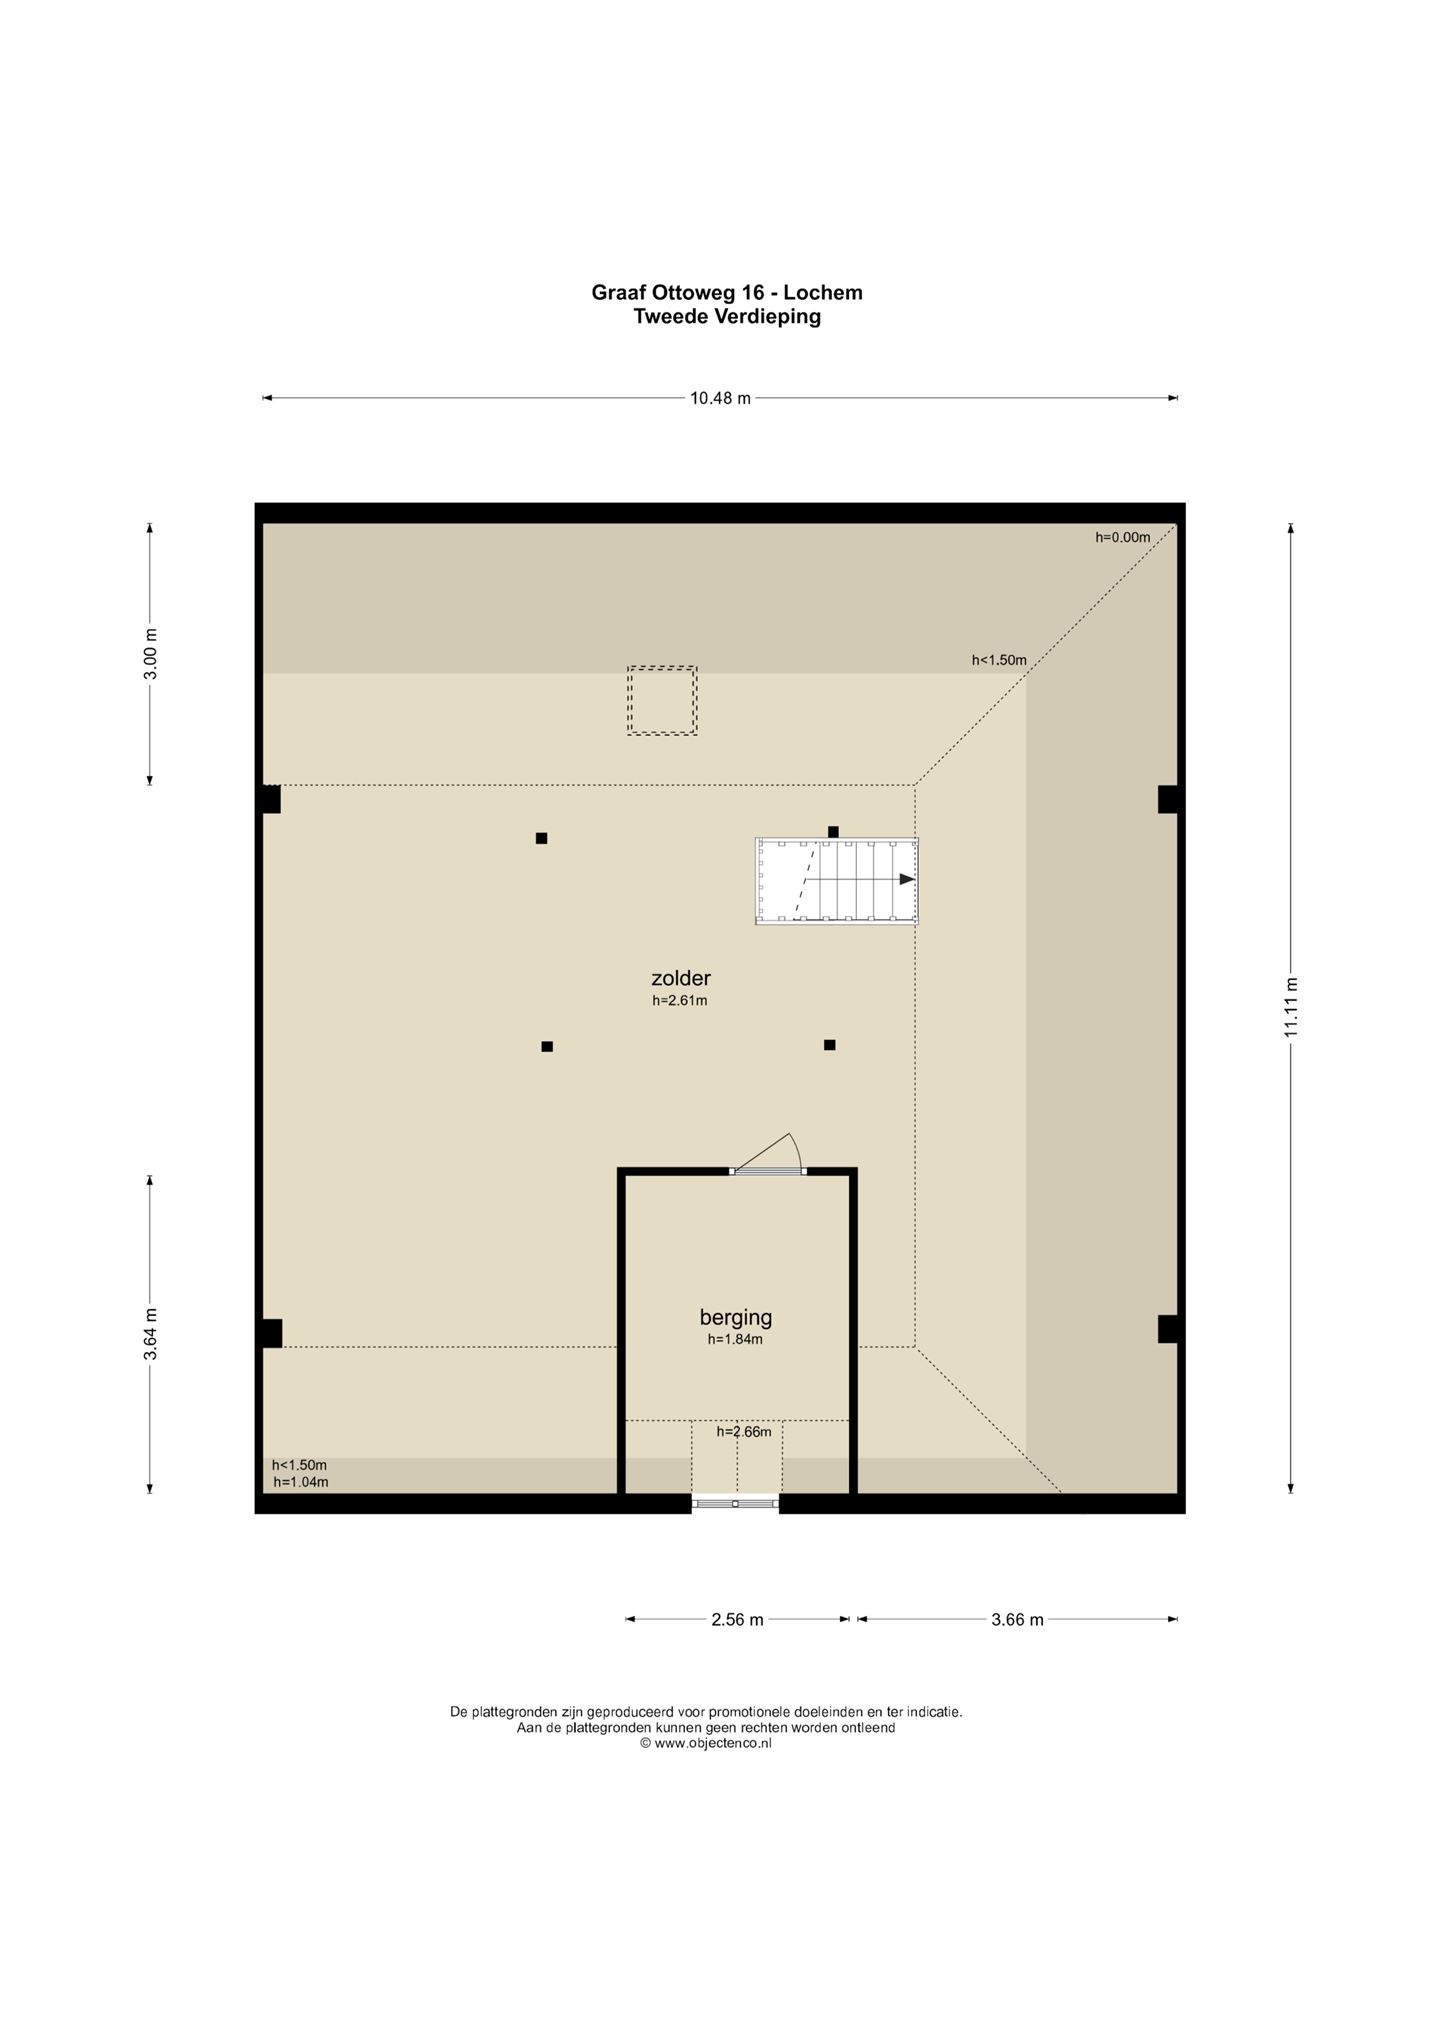 Graaf Ottoweg 16 - Lochem
Tweede Verdieping
10.48 m
h=0.00m
3.00 m
h<1.50m
zolder
h=2.61m
11.11 m
berging
h=1.84m
3.64 m
h=2.66m
h<1.50m
h=1.04m
2.56 m
3.66 m
De plattegronden zijn geproduceerd voor promotionele doeleinden en ter indicatie.
Aan de plattegronden kunnen geen rechten worden ontleend
© www.objectenco.nl